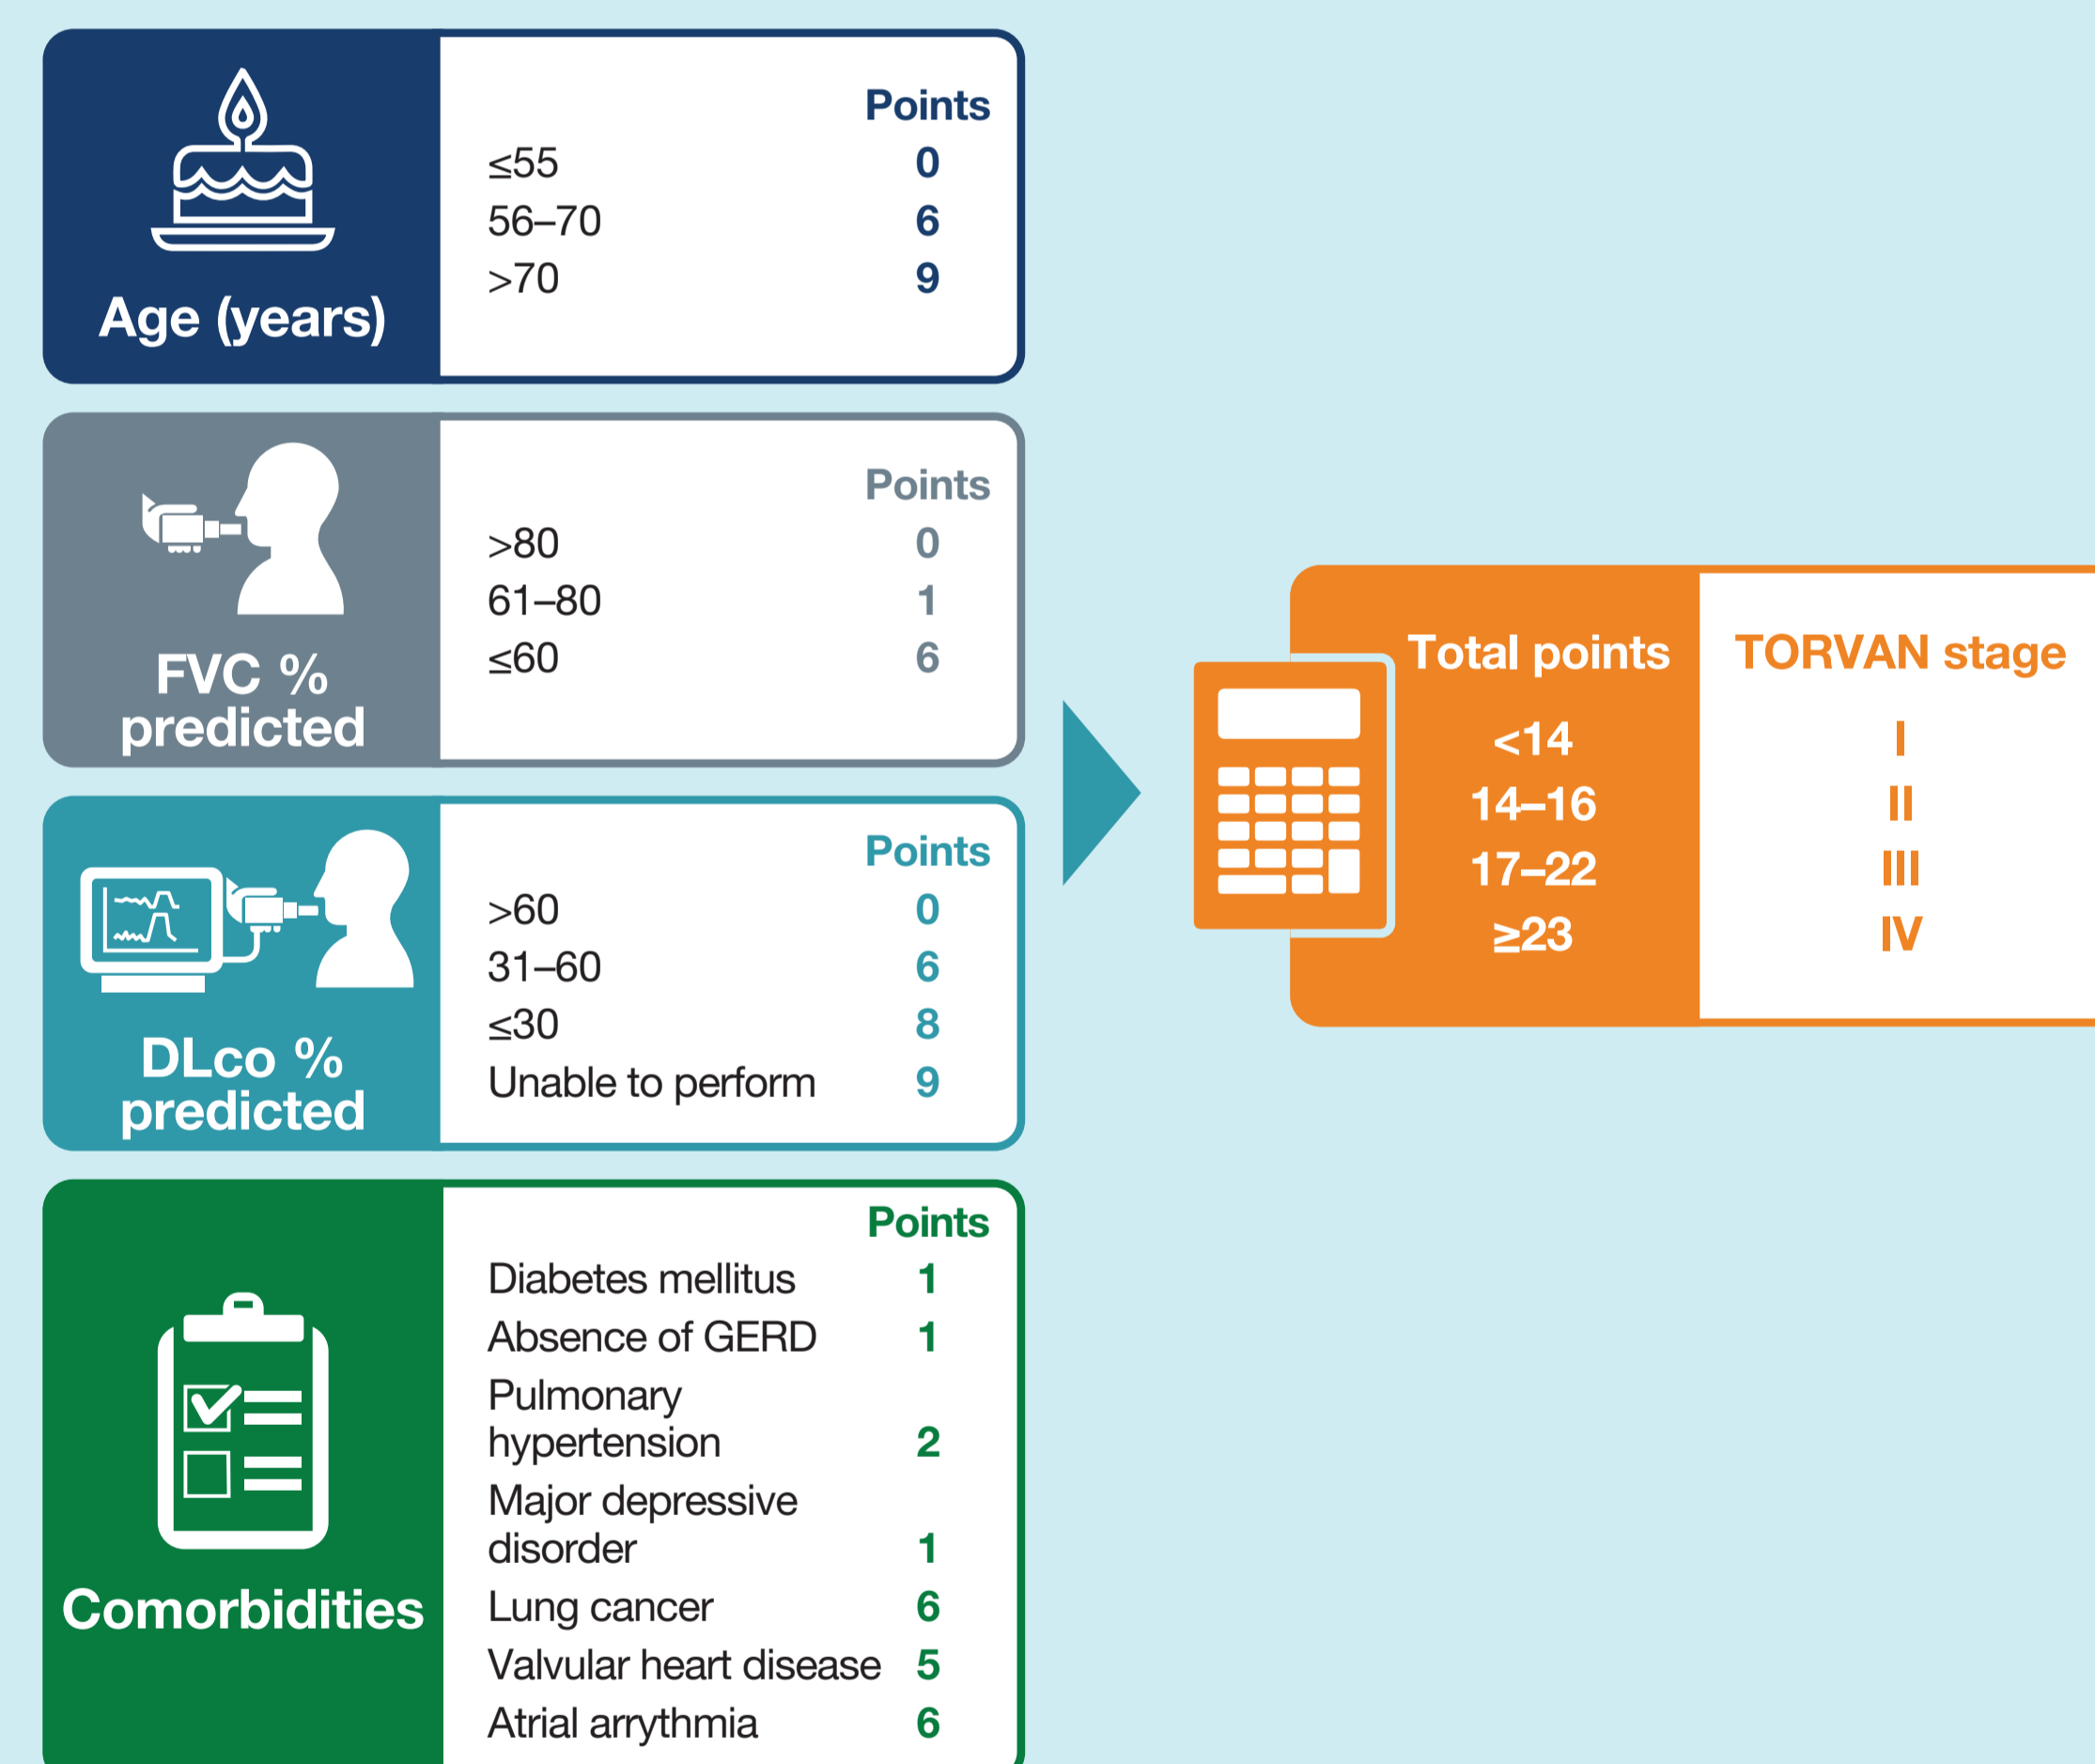 Age (years)
Points
≤55 0
56–70 6
>70 9
FVC %
predicted
Points
>80 0
61–80 1
≤60 6
DLco %
predicted
Points
>60 0
31–60 6
≤30 8
Unable to perform 9
Comorbidities
Points
Diabetes mellitus 1
Absence of GERD 1
Pulmonary
hypertension 2
Major depressive
disorder 1
Lung cancer 6
Valvular heart disease 5
Atrial arrythmia 6
Total points TORVAN stage
<14 I
14–16 II
17–22 III
≥23 IV